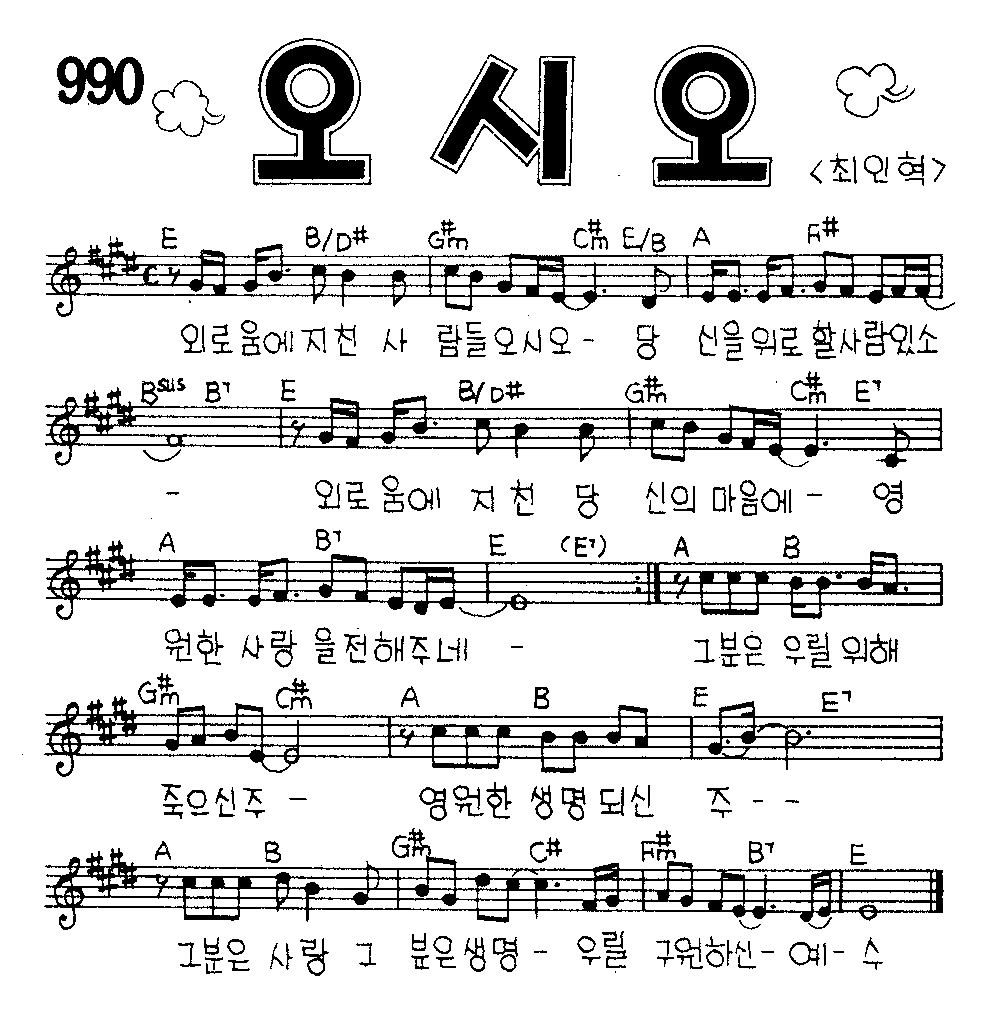 990 오시오
<최인혁>
E B/D# G#m C#m E/B A F#
외로움에지친 사 람들오시오- 당 신을위로 할사람있소
Bsus B7 E B/D# G#m C#m E7
- 외로움에 지친 당 신의 마음에- 영
A B7 E (E7) A B
원한 사랑 을전해주네 - 그분은 우릴 위해
G#m C#m A B E E7
죽으신주 - 영원한 생명 되신 주 - -
A B G#m C# F#m B7 E
그분은 사랑 그 분은생명- 우릴 구원하신- 예- 수